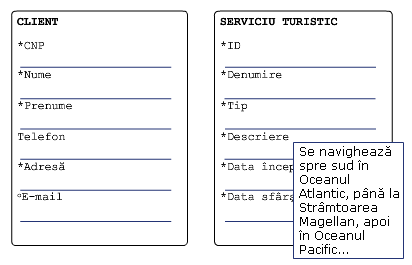 CLIENT
*CNP
*Nume
*Prenume
Telefon
*Adresă
°E-mail
SERVICIU TURISTIC
*ID
*Denumire
*Tip
*Descriere
*Data încep
*Data sfârș
Se navighează
spre sud în
Oceanul
Atlantic, până la
Strâmtoarea
Magellan, apoi
în Oceanul
Pacific...